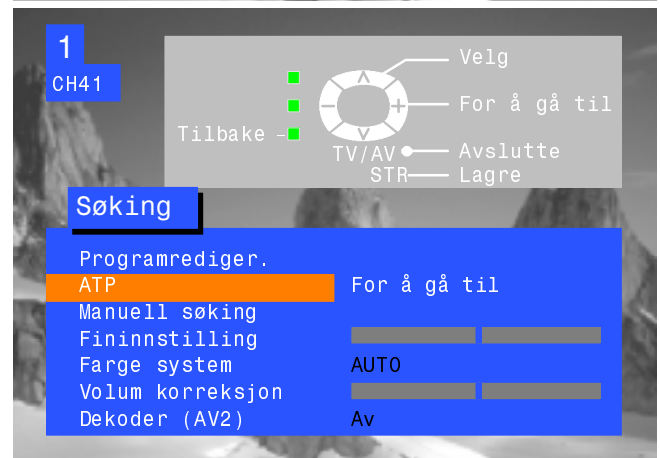 1
CH41
Velg
For å gå til
Tilbake
TV/AV Avslutte
STR Lagre
Søking
Programrediger.
ATP For å gå til
Manuell søking
Fininnstilling
Farge system AUTO
Volum korreksjon
Dekoder (AV2) Av